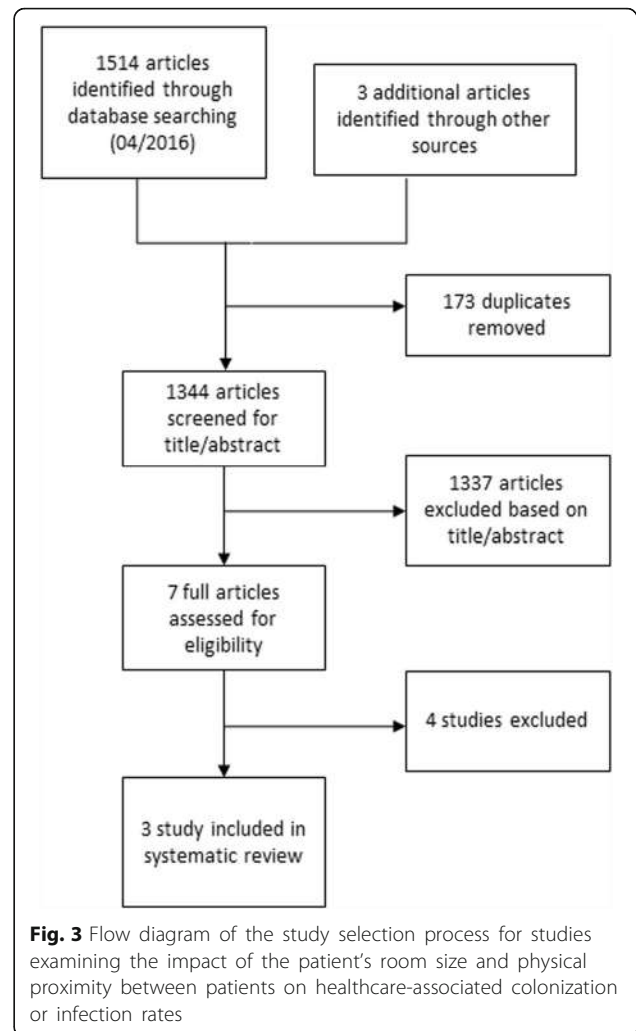 1514 articles
identified through
database searching
(04/2016)
3 additional articles
identified through other
sources
173 duplicates
removed
1344 articles
screened for
title/abstract
1337 articles
excluded based on
title/abstract
7 full articles
assessed for
eligibility
4 studies excluded
3 study included in
systematic review
Fig. 3 Flow diagram of the study selection process for studies
examining the impact of the patient's room size and physical
proximity between patients on healthcare-associated colonization
or infection rates